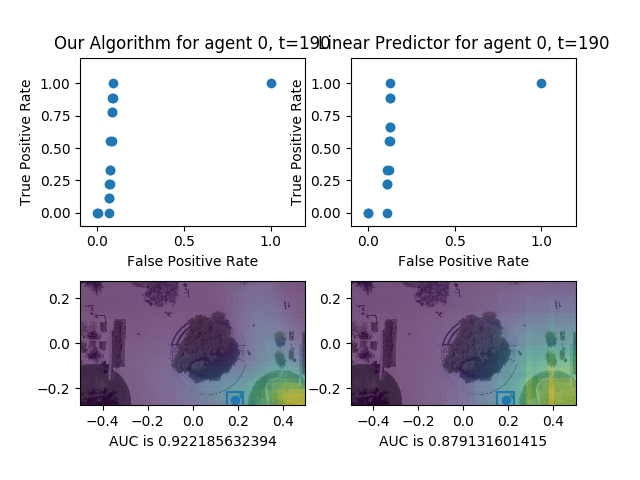 Our Algorithm for agent 0, t=190
Linear Predictor for agent 0, t=190
True Positive Rate
1.00
0.75
0.50
0.25
0.00
0.0 0.5 1.0
False Positive Rate
True Positive Rate
1.00
0.75
0.50
0.25
0.00
0.0 0.5 1.0
False Positive Rate
0.2
0.0
−0.2
−0.4 −0.2 0.0 0.2 0.4
AUC is 0.922185632394
0.2
0.0
−0.2
−0.4 −0.2 0.0 0.2 0.4
AUC is 0.879131601415